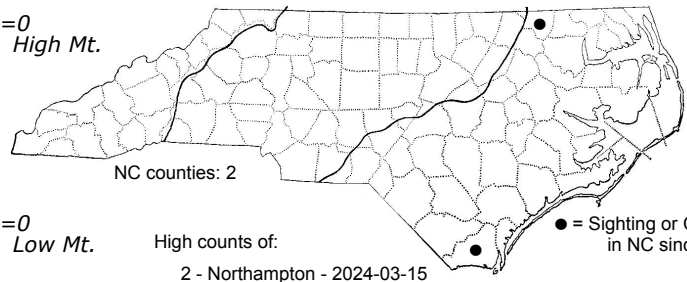 =0
High Mt.
NC counties: 2
=0
Low Mt.
High counts of:
2 - Northampton - 2024-03-15
● = Sighting or
in NC